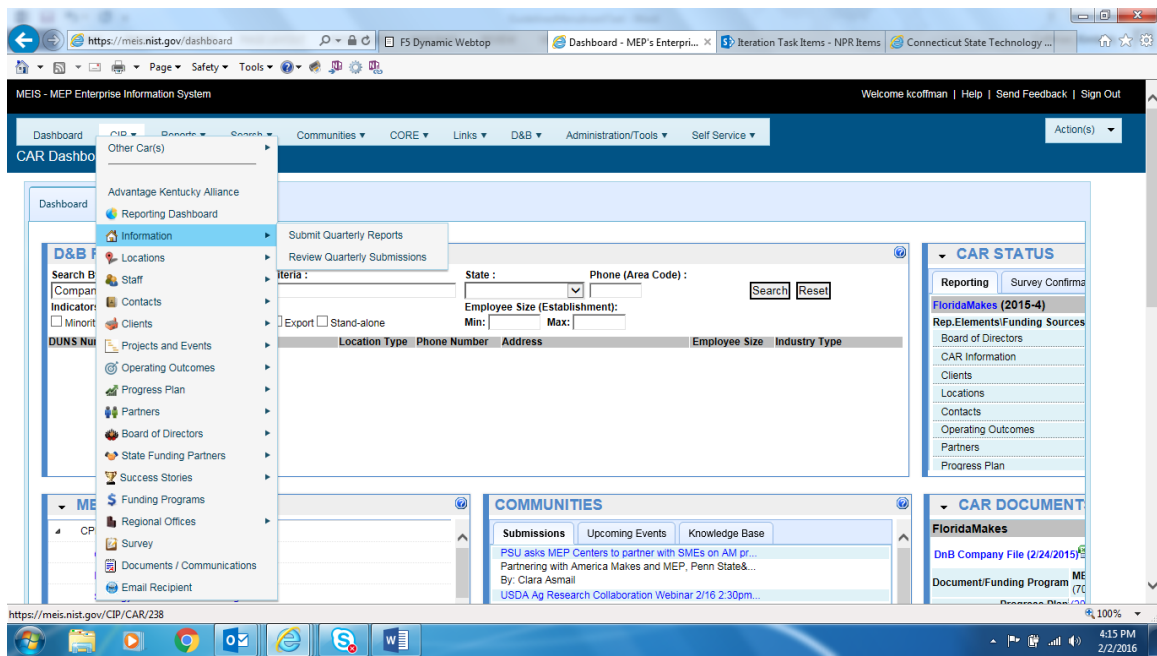 https://meis.nist.gov/dashboard
F5 Dynamic Webtop
Dashboard - MEP's Enterpri...
Iteration Task Items - NPR Items
Connecticut State Technology ...
Page Safety Tools
MEIS - MEP Enterprise Information System
Welcome kcoffman | Help | Send Feedback | Sign Out
Dashboard CIP Reports Search Communities CORE Links D&B Administration/Tools Self Service
Action(s)
CAR Dashbo
Dashboard
Other Car(s)
Advantage Kentucky Alliance
Reporting Dashboard
Information
Locations
Staff
Contacts
Clients
Projects and Events
Operating Outcomes
Progress Plan
Partners
Board of Directors
State Funding Partners
Success Stories
Funding Programs
Regional Offices
Survey
Documents / Communications
Email Recipient
Submit Quarterly Reports
Review Quarterly Submissions
D&B
Search B
iteria :
State :
Phone (Area Code) :
Compan
Search Reset
Indicator
Employee Size (Establishment):
Minorit
Export Stand-alone
Min: Max:
DUNS Nu
Location Type Phone Number Address Employee Size Industry Type
CAR STATUS
Reporting Survey Confirma
FloridaMakes (2015-4)
Rep.Elements\Funding Sources
Board of Directors
CAR Information
Clients
Locations
Contacts
Operating Outcomes
Partners
Progress Plan
ME
CP
COMMUNITIES
Submissions Upcoming Events Knowledge Base
PSU asks MEP Centers to partner with SMEs on AM pr...
Partnering with America Makes and MEP, Penn State&...
By: Clara Asmail
USDA Ag Research Collaboration Webinar 2/16 2:30pm...
CAR DOCUMENT
FloridaMakes
DnB Company File (2/24/2015)
Document/Funding Program ME
(70
https://meis.nist.gov/CIP/CAR/238
100%
4:15 PM
2/2/2016